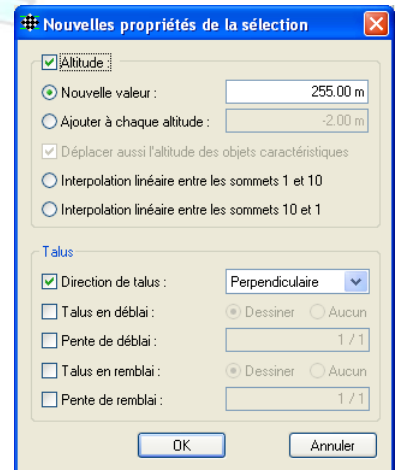 Nouvelles propriétés de la sélection
Altitude :
Nouvelle valeur : 255.00 m
Ajouter à chaque altitude : -2.00 m
Déplacer aussi l'altitude des objets caractéristiques
Interpolation linéaire entre les sommets 1 et 10
Interpolation linéaire entre les sommets 10 et 1
Talus
Direction de talus : Perpendiculaire
Talus en déblai : Dessiner Aucun
Pente de déblai : 1 / 1
Talus en remblai : Dessiner Aucun
Pente de remblai : 1 / 1
OK Annuler